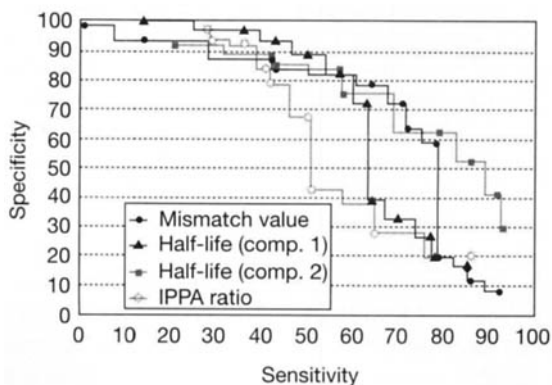 100
90
80
70
60
50
40
30
20
10
0
Specificity
Mismatch value
Half-life (comp. 1)
Half-life (comp. 2)
IPPA ratio
0 10 20 30 40 50 60 70 80 90 100
Sensitivity